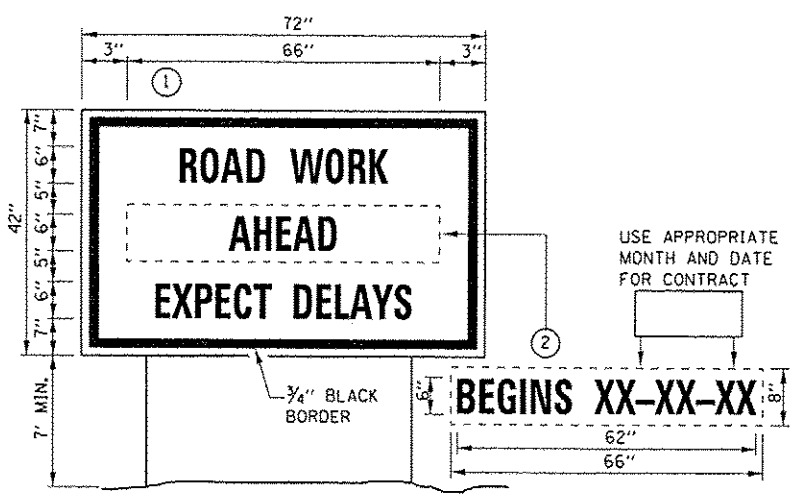 72"
3" 66" 3"
1
7"
6"
5"
6"
5"
6"
7"
42"
7' MIN.
ROAD WORK
AHEAD
EXPECT DELAYS
3/4" BLACK
BORDER
2
USE APPROPRIATE
MONTH AND DATE
FOR CONTRACT
6"
BEGINS XX-XX-XX
8"
62"
66"